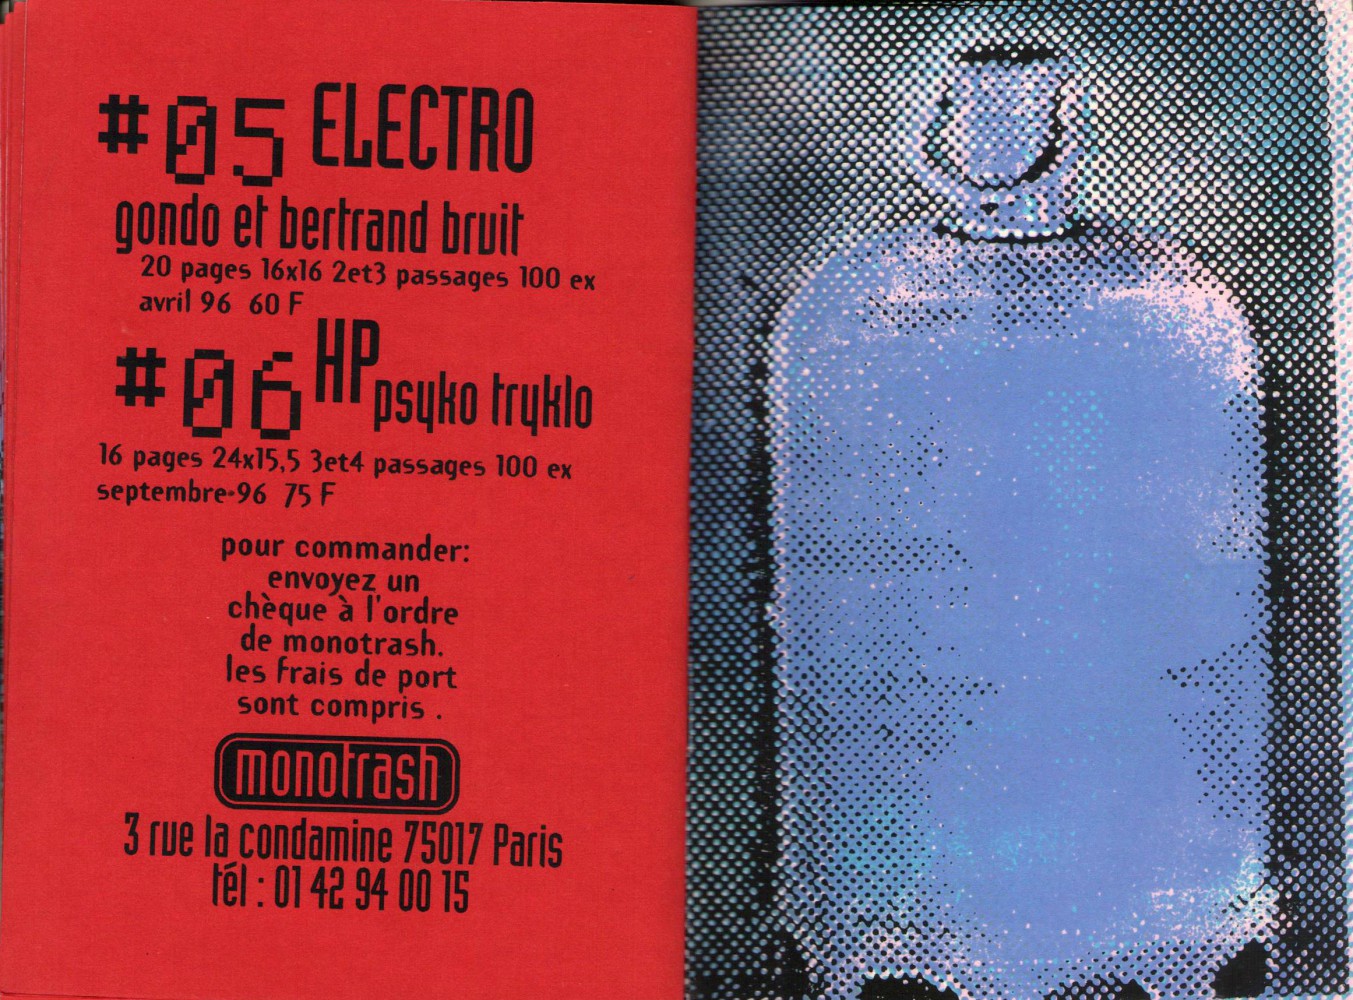 #05 ELECTRO
gondo et bertrand bruit
20 pages 16x16 2et3 passages 100 ex
avril 96 60 F
#06 HP psyko tryklo
16 pages 24x15,5 3et4 passages 100 ex
septembre-96 75 F
pour commander:
envoyez un
chèque à l'ordre
de monotrash.
les frais de port
sont compris .
monotrash
3 rue la condamine 75017 Paris
tél : 01 42 94 00 15